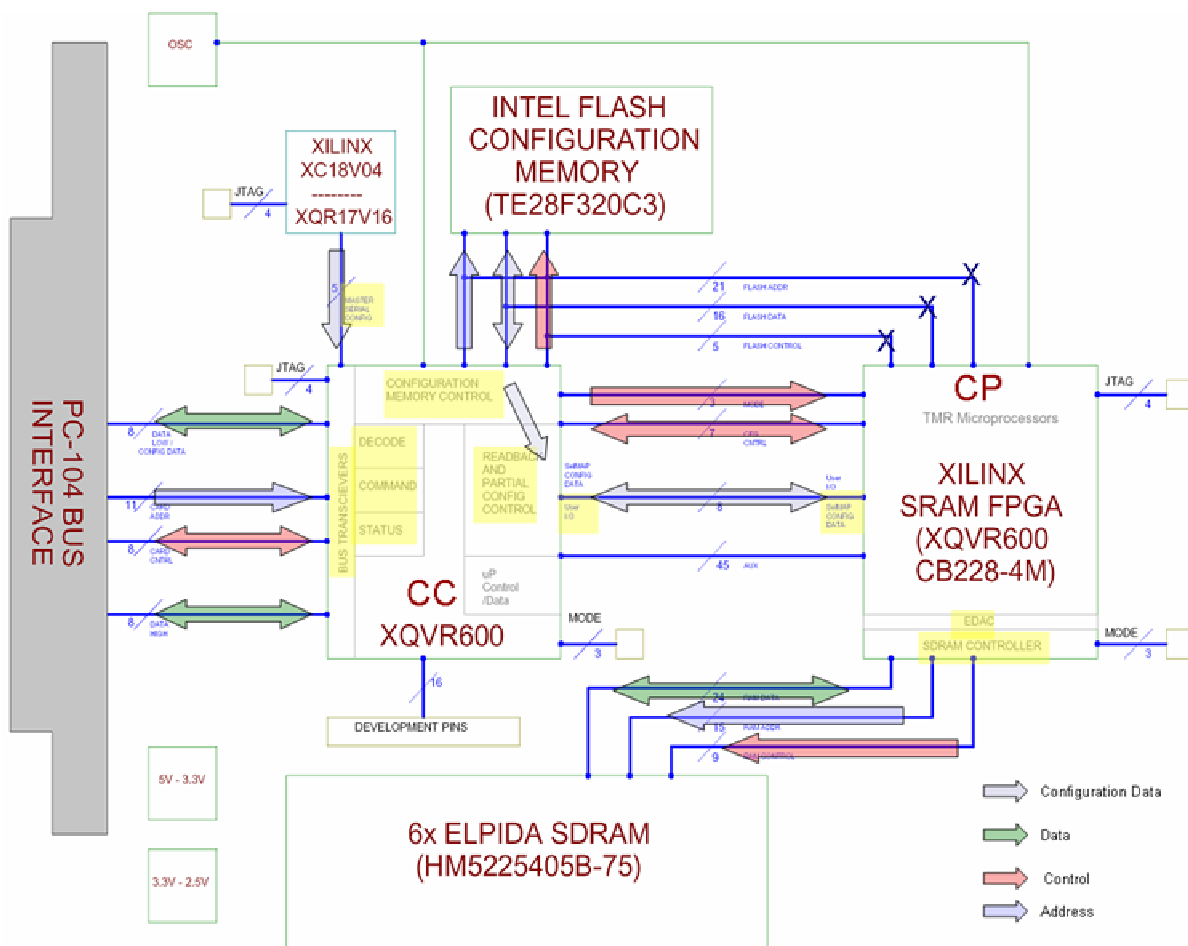 OSC
INTEL FLASH
CONFIGURATION
MEMORY
(TE28F320C3)
XILINX
XC18V04
--------
XQR17V16
JTAG
4
5
MASTER
SERIAL
CONFIG
21 FLASH ADDR
16 FLASH DATA
5 FLASH CONTROL
X
X
X
PC-104 BUS
INTERFACE
JTAG
4
CONFIGURATION
MEMORY CONTROL
DECODE
COMMAND
STATUS
BUS TRANSCIEVERS
READBACK
AND
PARTIAL
CONFIG
CONTROL
uP
Control
/Data
CC
XQVR600
8
DATA
LOW /
CONFIG DATA
11
CARD
ADDR
8
CARD
CNTRL
8
DATA
HIGH
MODE
7
CNTRL
SelMAP
CONFIG
DATA
User
I/O
8
User
I/O
SelMAP
CONFIG
DATA
45 AUX
CP
TMR Microprocessors
XILINX
SRAM FPGA
(XQVR600
CB228-4M)
EDAC
SDRAM CONTROLLER
JTAG
4
MODE
3
MODE
3
16
DEVELOPMENT PINS
24 RAM DATA
15 RAM ADDR
9
5V - 3.3V
3.3V - 2.5V
6x ELPIDA SDRAM
(HM5225405B-75)
Configuration Data
Data
Control
Address